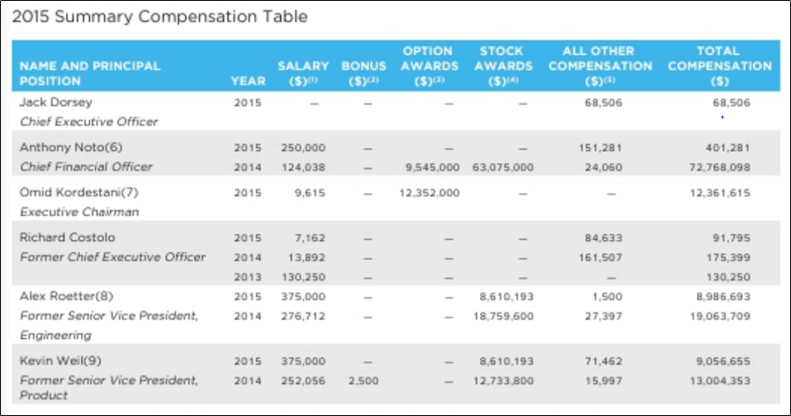 2015 Summary Compensation Table
OPTION STOCK ALL OTHER TOTAL
NAME AND PRINCIPAL SALARY BONUS AWARDS AWARDS COMPENSATION COMPENSATION
POSITION YEAR ($)(1) ($)(2) ($)(3) ($)(4) ($)(5) ($)
Jack Dorsey 2015 — — — — 68,506 68,506
Chief Executive Officer
Anthony Noto(6) 2015 250,000 — — — 151,281 401,281
Chief Financial Officer 2014 124,038 — 9,545,000 63,075,000 24,060 72,768,098
Omid Kordestani(7) 2015 9,615 — 12,352,000 — — 12,361,615
Executive Chairman
Richard Costolo 2015 7,162 — — — 84,633 91,795
Former Chief Executive Officer 2014 13,892 — — — 161,507 175,399
2013 130,250 — — — — 130,250
Alex Roetter(8) 2015 375,000 — — 8,610,193 1,500 8,986,693
Former Senior Vice President, 2014 276,712 — — 18,759,600 27,397 19,063,709
Engineering
Kevin Weil(9) 2015 375,000 — — 8,610,193 71,462 9,056,655
Former Senior Vice President, 2014 252,056 2,500 — 12,733,800 15,997 13,004,353
Product